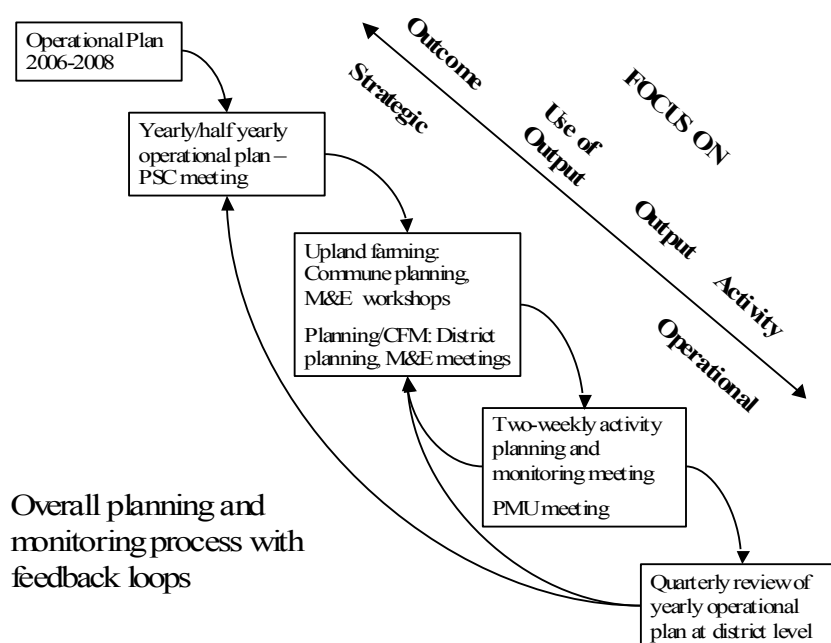 Operational Plan
2006-2008
Yearly/half yearly
operational plan –
PSC meeting
Upland farming:
Commune planning,
M&E workshops
Planning/CFM: District
planning, M&E meetings
Two-weekly activity
planning and
monitoring meeting
PMU meeting
Quarterly review of
yearly operational
plan at district level
Outcome
Strategic
Use of
Output
FOCUS ON
Output
Activity
Operational
Overall planning and
monitoring process with
feedback loops